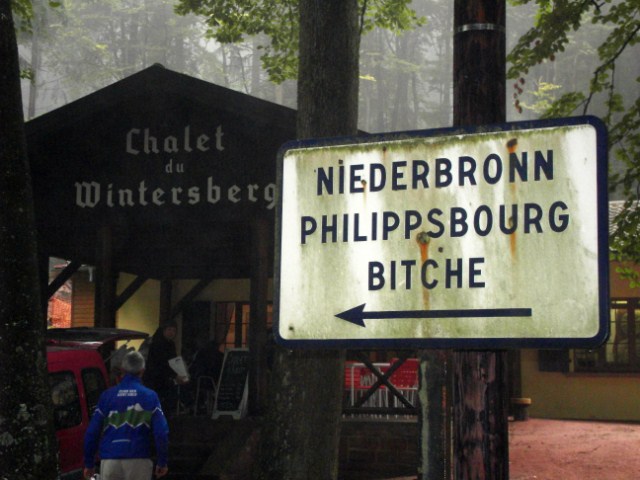 Chalet
du
Wintersberg
NiEDERBRONN
PHILIPPSBOURG
BITCHE